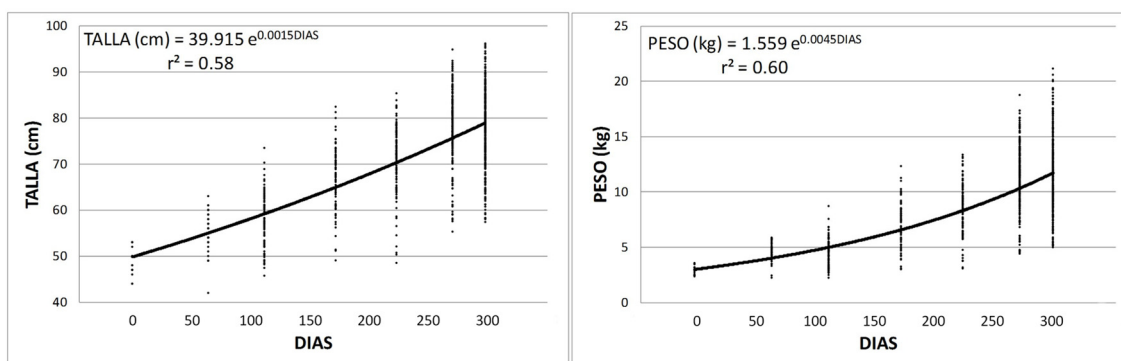 TALLA (cm) = 39.915 e^0.0015DIAS
r² = 0.58
100
90
80
70
60
50
40
TALLA (cm)
0 50 100 150 200 250 300
DIAS
PESO (kg) = 1.559 e^0.0045DIAS
r² = 0.60
25
20
15
10
5
0
PESO (kg)
0 50 100 150 200 250 300
DIAS